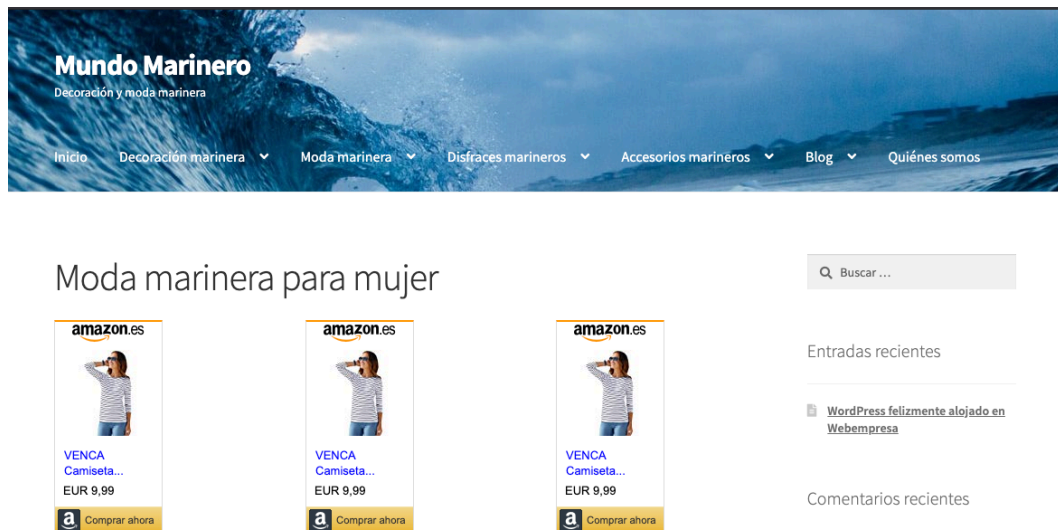 Mundo Marinero
Decoración y moda marinera
Inicio Decoración marinera Moda marinera Disfraces marineros Accesorios marineros Blog Quiénes somos
Moda marinera para mujer
Buscar …
amazon.es amazon.es amazon.es
VENCA VENCA VENCA
Camiseta... Camiseta... Camiseta...
EUR 9,99 EUR 9,99 EUR 9,99
a Comprar ahora a Comprar ahora a Comprar ahora
Entradas recientes
WordPress felizmente alojado en
Webempresa
Comentarios recientes